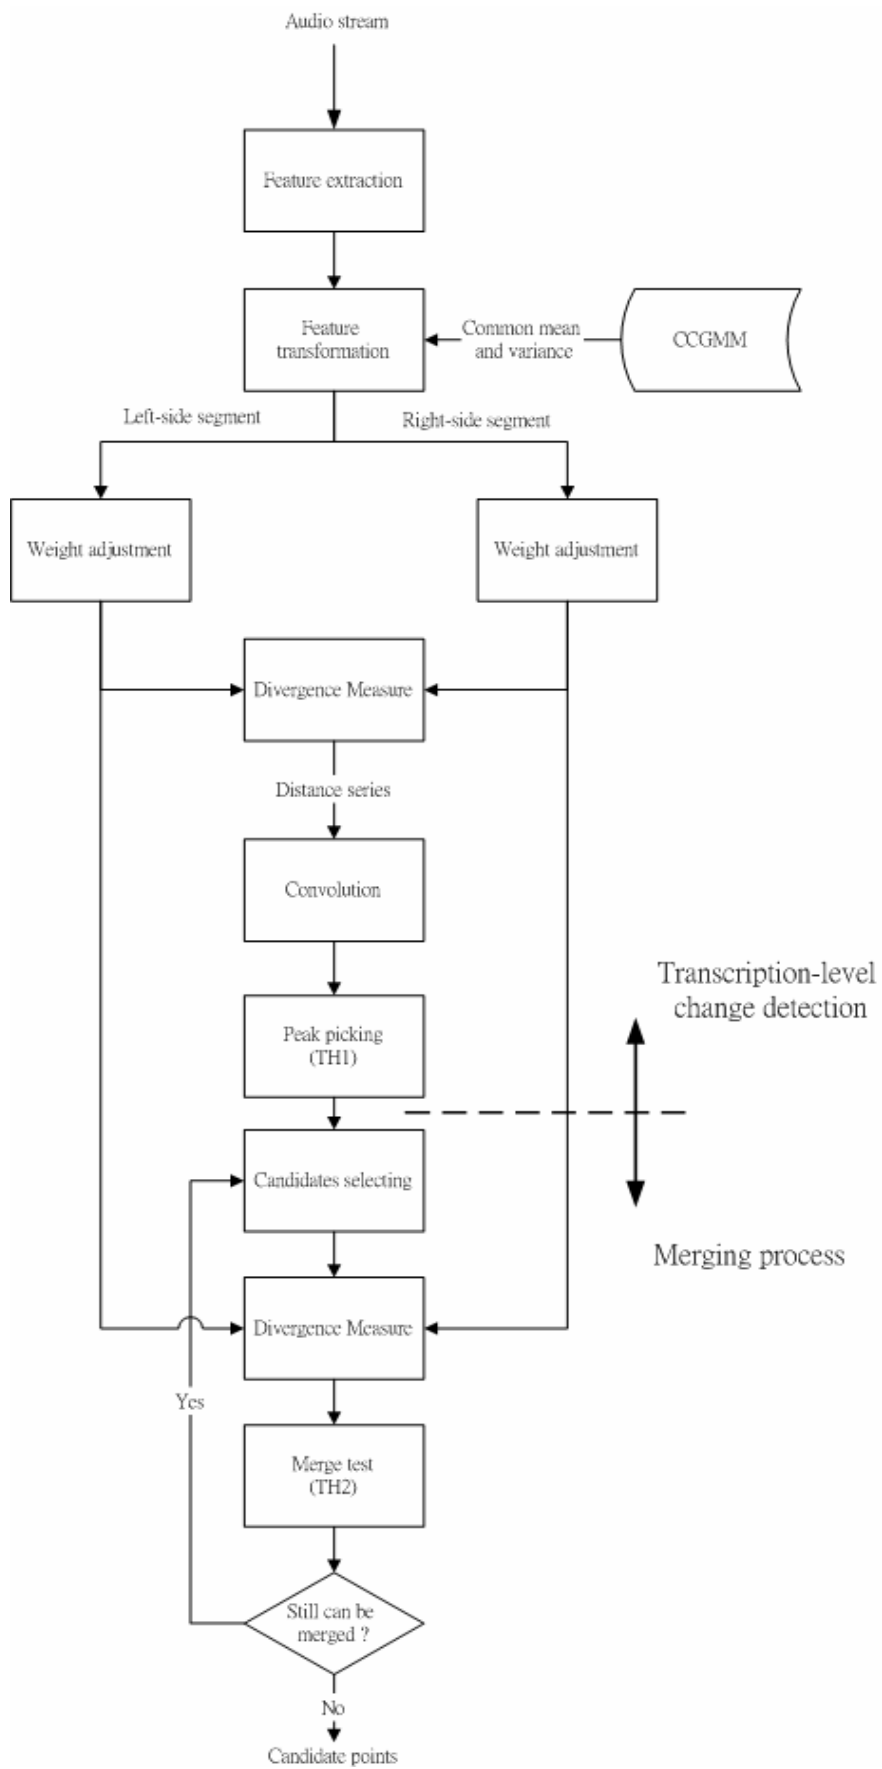 Audio stream
Feature extraction
Feature
transformation
Common mean
and variance
CCGMM
Left-side segment
Right-side segment
Weight adjustment
Weight adjustment
Divergence Measure
Distance series
Convolution
Transcription-level
change detection
Peak picking
(TH1)
Candidates selecting
Merging process
Divergence Measure
Yes
Merge test
(TH2)
Still can be
merged ?
No
Candidate points